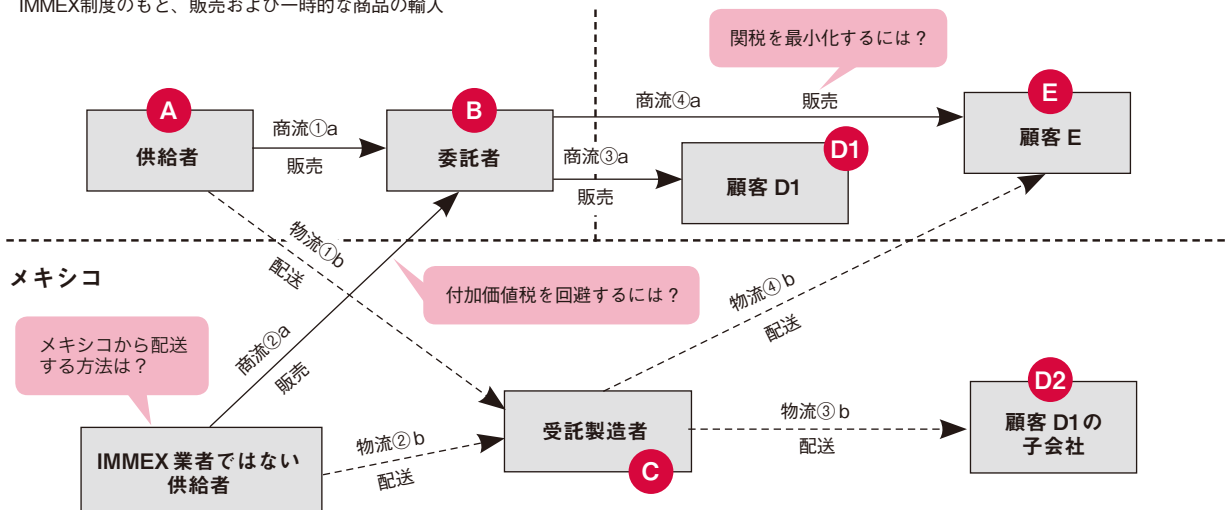 IMMEX制度のもと、販売および一時的な商品の輸入
関税を最小化するには？
A
供給者
商流①a
販売
B
委託者
商流④a
販売
E
顧客 E
商流③a
販売
D1
顧客 D1
物流①b
配送
メキシコ
付加価値税を回避するには？
物流④b
配送
メキシコから配送
する方法は？
商流②a
販売
IMMEX 業者ではない
供給者
物流②b
配送
受託製造者
C
物流③b
配送
D2
顧客 D1の
子会社